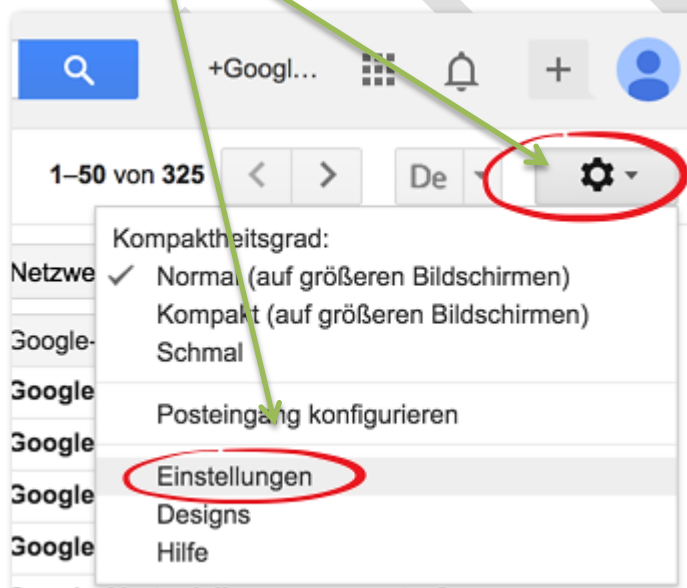 +Googl...
1–50 von 325
De
Kompaktheitsgrad:
Netzwe
Normal (auf größeren Bildschirmen)
Kompakt (auf größeren Bildschirmen)
Google-
Schmal
Google
Posteingang konfigurieren
Google
Einstellungen
Google
Designs
Google
Hilfe